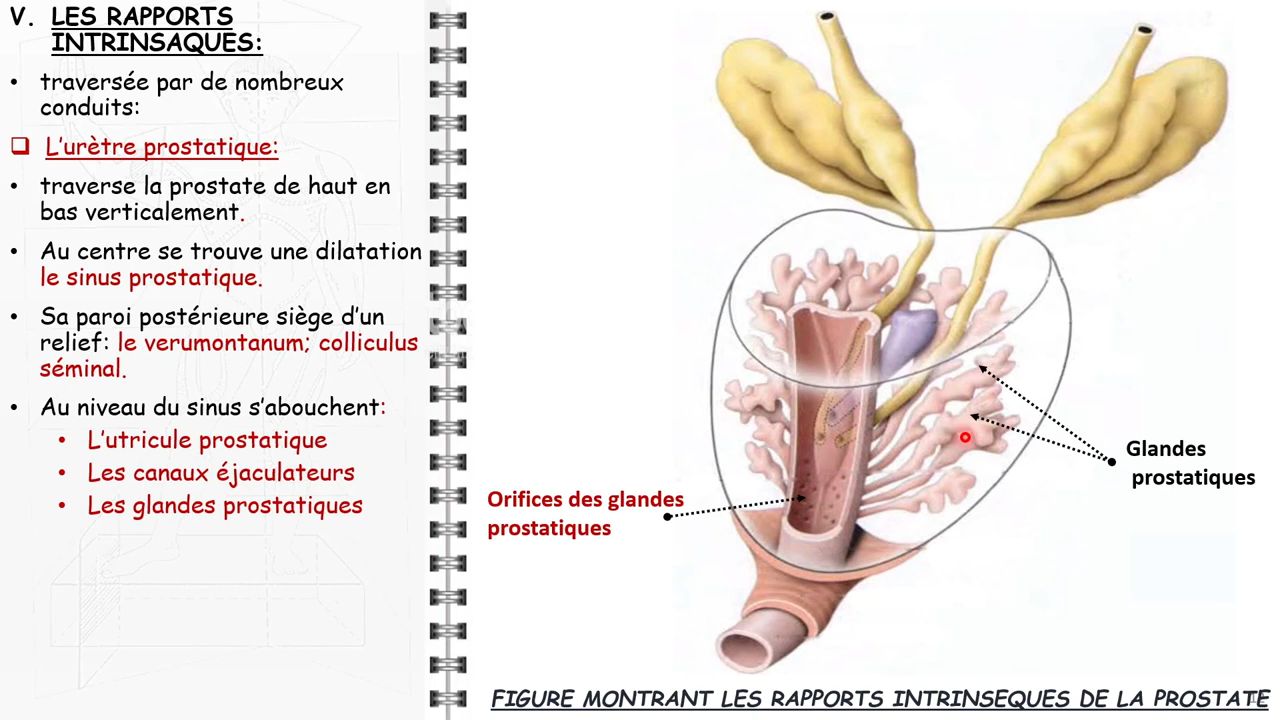 V. LES RAPPORTS
INTRINSAQUES:
• traversée par de nombreux
conduits:
❑ L'urètre prostatique:
• traverse la prostate de haut en
bas verticalement.
• Au centre se trouve une dilatation
le sinus prostatique.
• Sa paroi postérieure siège d'un
relief: le verumontanum; colliculus
séminal.
• Au niveau du sinus s'abouchent:
• L'utricule prostatique
• Les canaux éjaculateurs
• Les glandes prostatiques
Orifices des glandes
prostatiques
Glandes
prostatiques
FIGURE MONTRANT LES RAPPORTS INTRINSEQUES DE LA PROSTATE